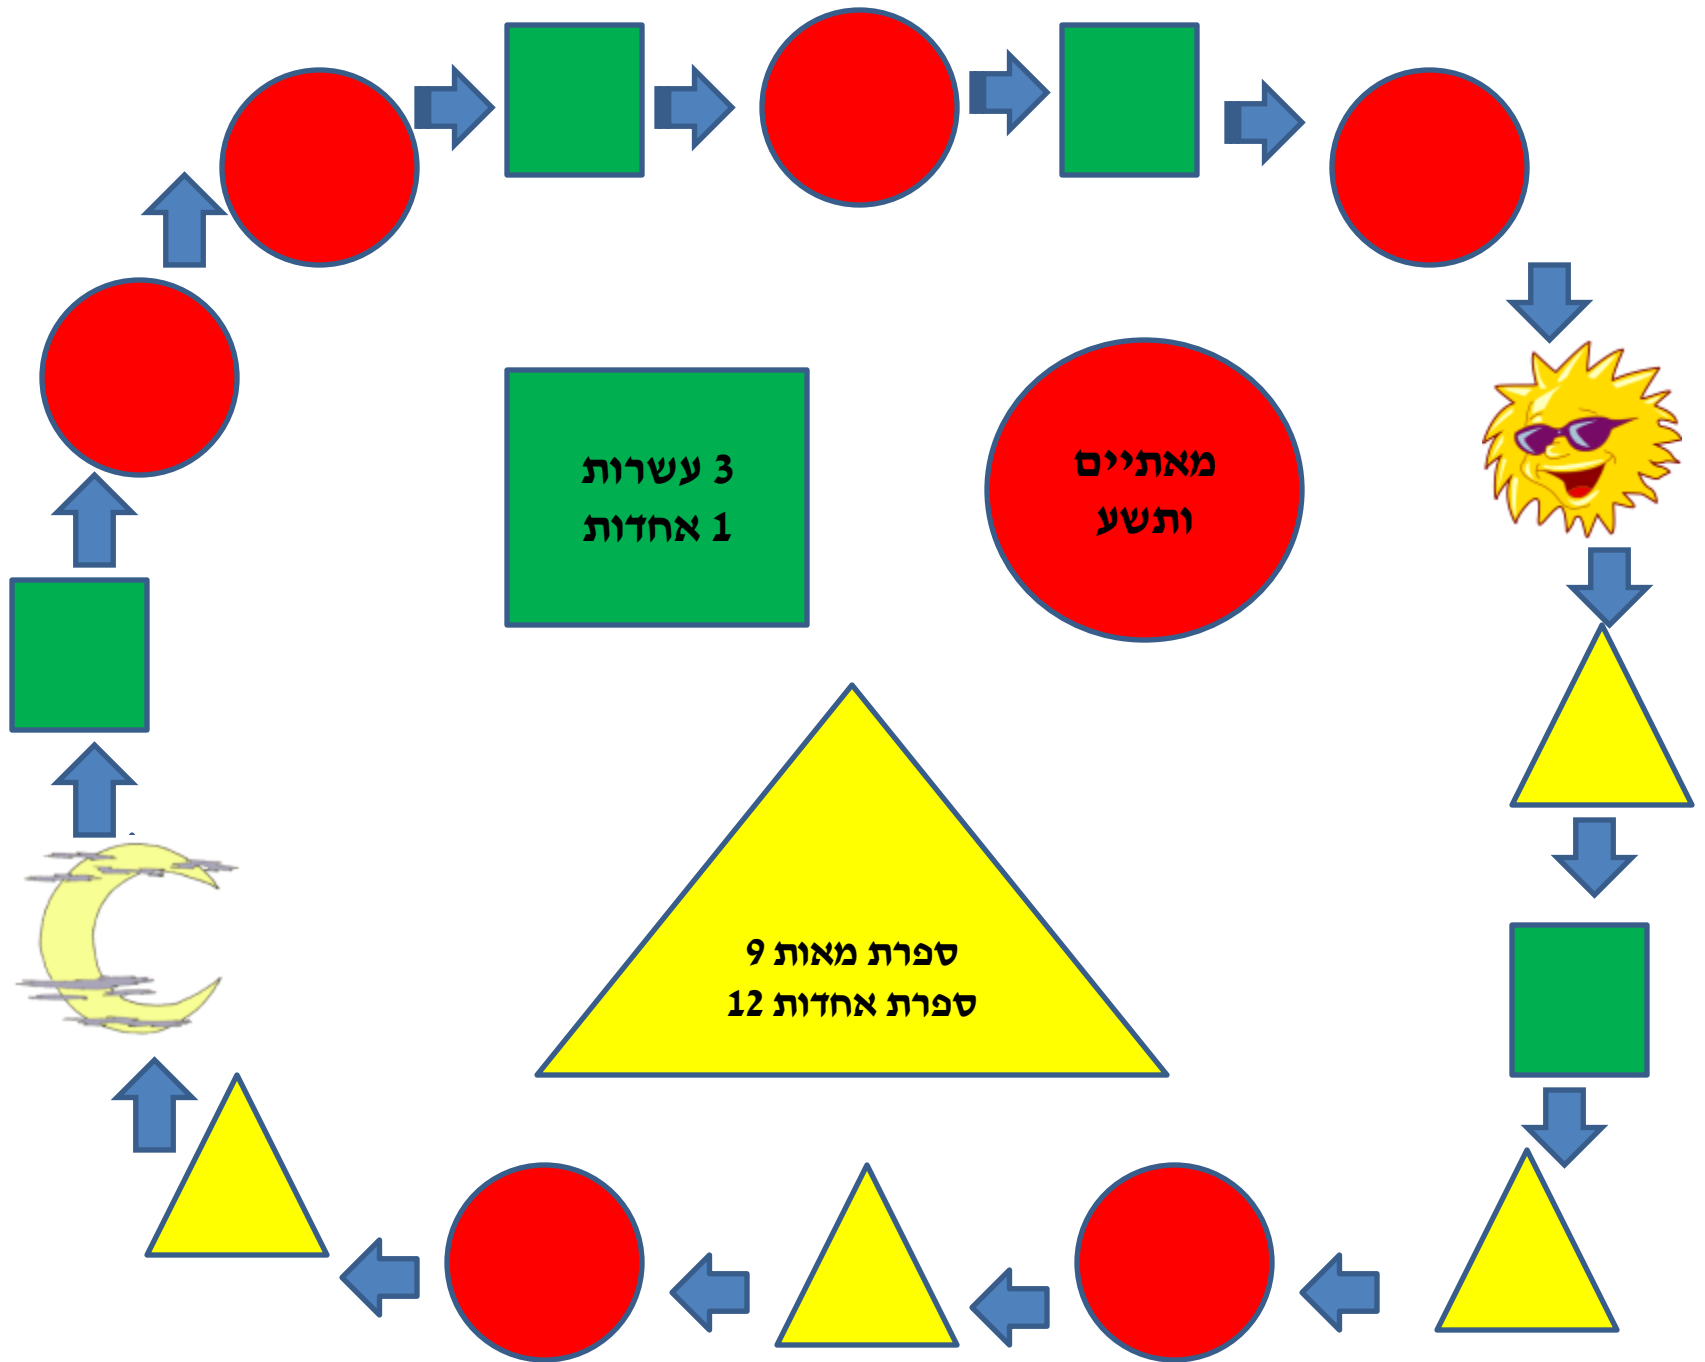 מאתיים
ותשע
3 עשרות
1 אחדות
ספרת מאות 9
ספרת אחדות 12